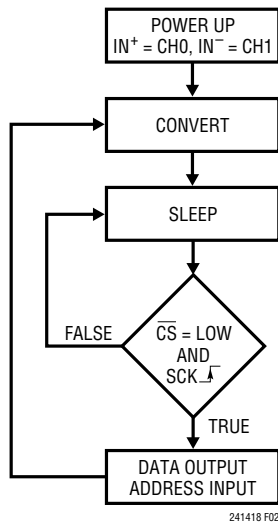 POWER UP
IN⁺ = CH0, IN⁻ = CH1
CONVERT
SLEEP
FALSE
C̅S̅ = LOW
AND
SCK
TRUE
DATA OUTPUT
ADDRESS INPUT
241418 F02